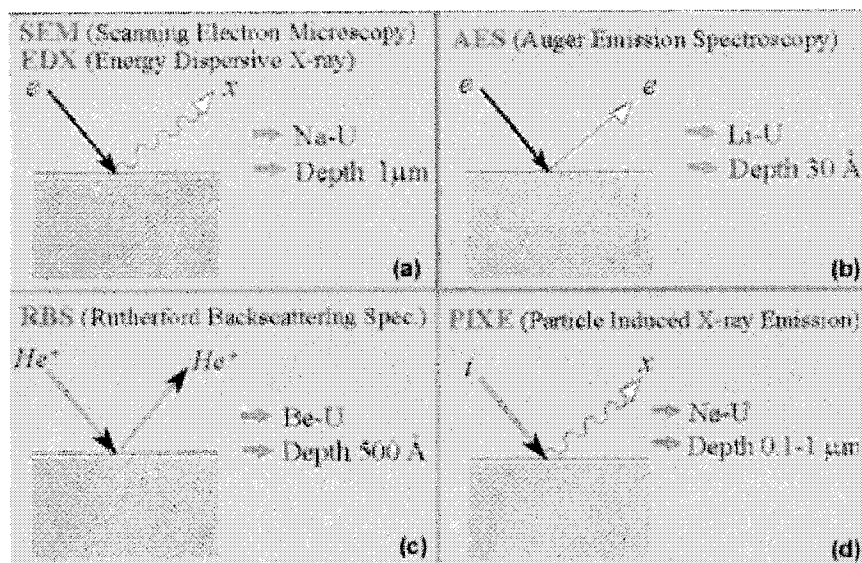 SEM (Scanning Electron Microscopy)
EDX (Energy Dispersive X-ray)
e
x
Na-U
Depth 1μm
(a)
AES (Auger Emission Spectroscopy)
e
e
Li-U
Depth 30 Å
(b)
RBS (Rutherford Backscattering Spec.)
He⁺
He⁺
Be-U
Depth 500 Å
(c)
PIXE (Particle Induced X-ray Emission)
x
Na-U
Depth 0.1-1 μm
(d)